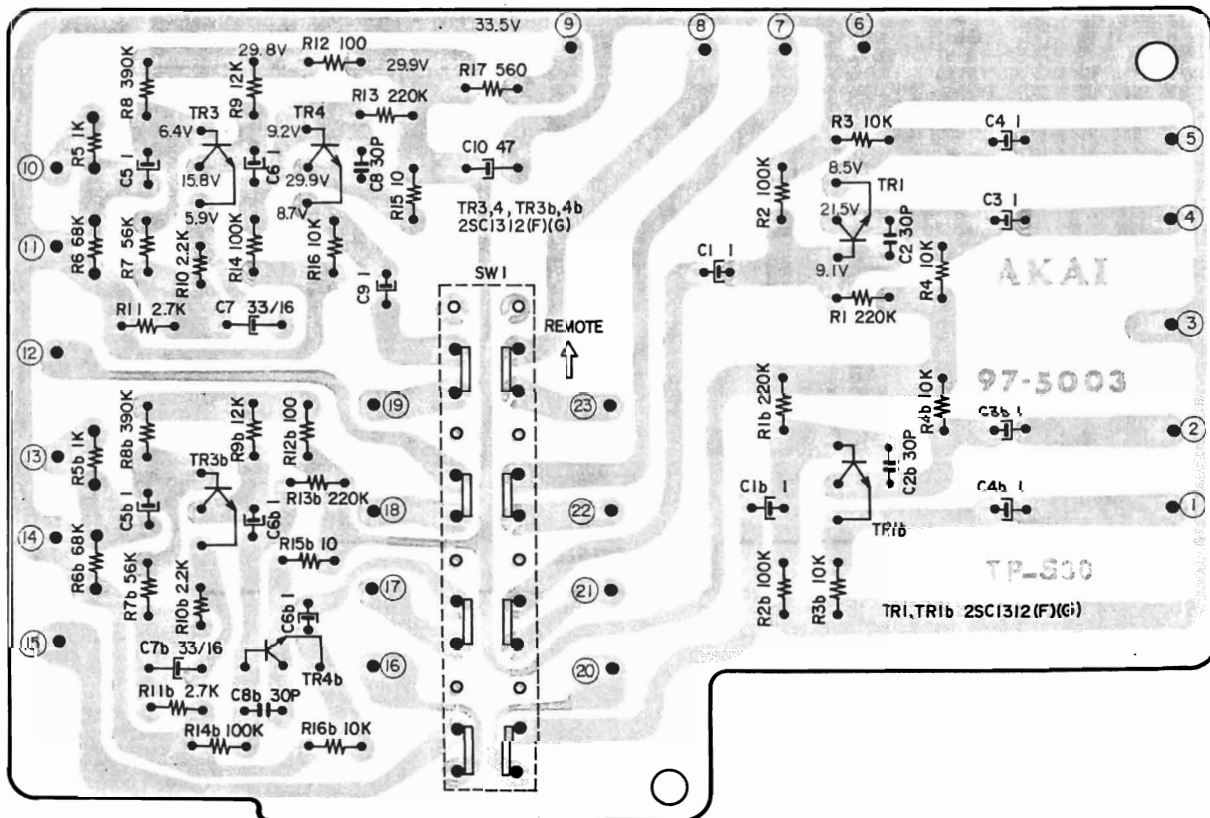 33.5V
9
8
7
6
R12 100
29.8V
29.9V
R8 390K
R9 12K
R17 560
R13 220K
TR3
TR4
6.4V
9.2V
R5 1K
C5 1
C6 1
C8 30P
C10 47
R3 10K
C4 1
5
10
15.8V
29.9V
R15 10
8.5V
TR1
R2 100K
5.9V
8.7V
TR3,4, TR3b,4b
2SC1312(F)(G)
21.5V
C2 30P
C3 1
4
11
R6 68K
R7 56K
R10 2.2K
R14 100K
R16 10K
C1 1
9.1V
R4 10K
AKAI
SW1
C9 1
R11 2.7K
C7 33/16
R1 220K
REMOTE
3
12
97-5003
19
23
R8b 390K
R9b 12K
R12b 100
R1b 220K
R4b 10K
C3b 1
2
13
R5b 1K
TR3b
R13b 220K
C2b 30P
C5b 1
C6b 1
18
22
C1b 1
C4b 1
1
14
TR1b
R6b 68K
R15b 10
R7b 56K
R10b 2.2K
17
21
R2b 100K
R3b 10K
TP-S30
C6b 1
TR1,TR1b 2SC1312(F)(G)
15
C7b 33/16
TR4b
16
20
R11b 2.7K
C8b 30P
R14b 100K
R16b 10K